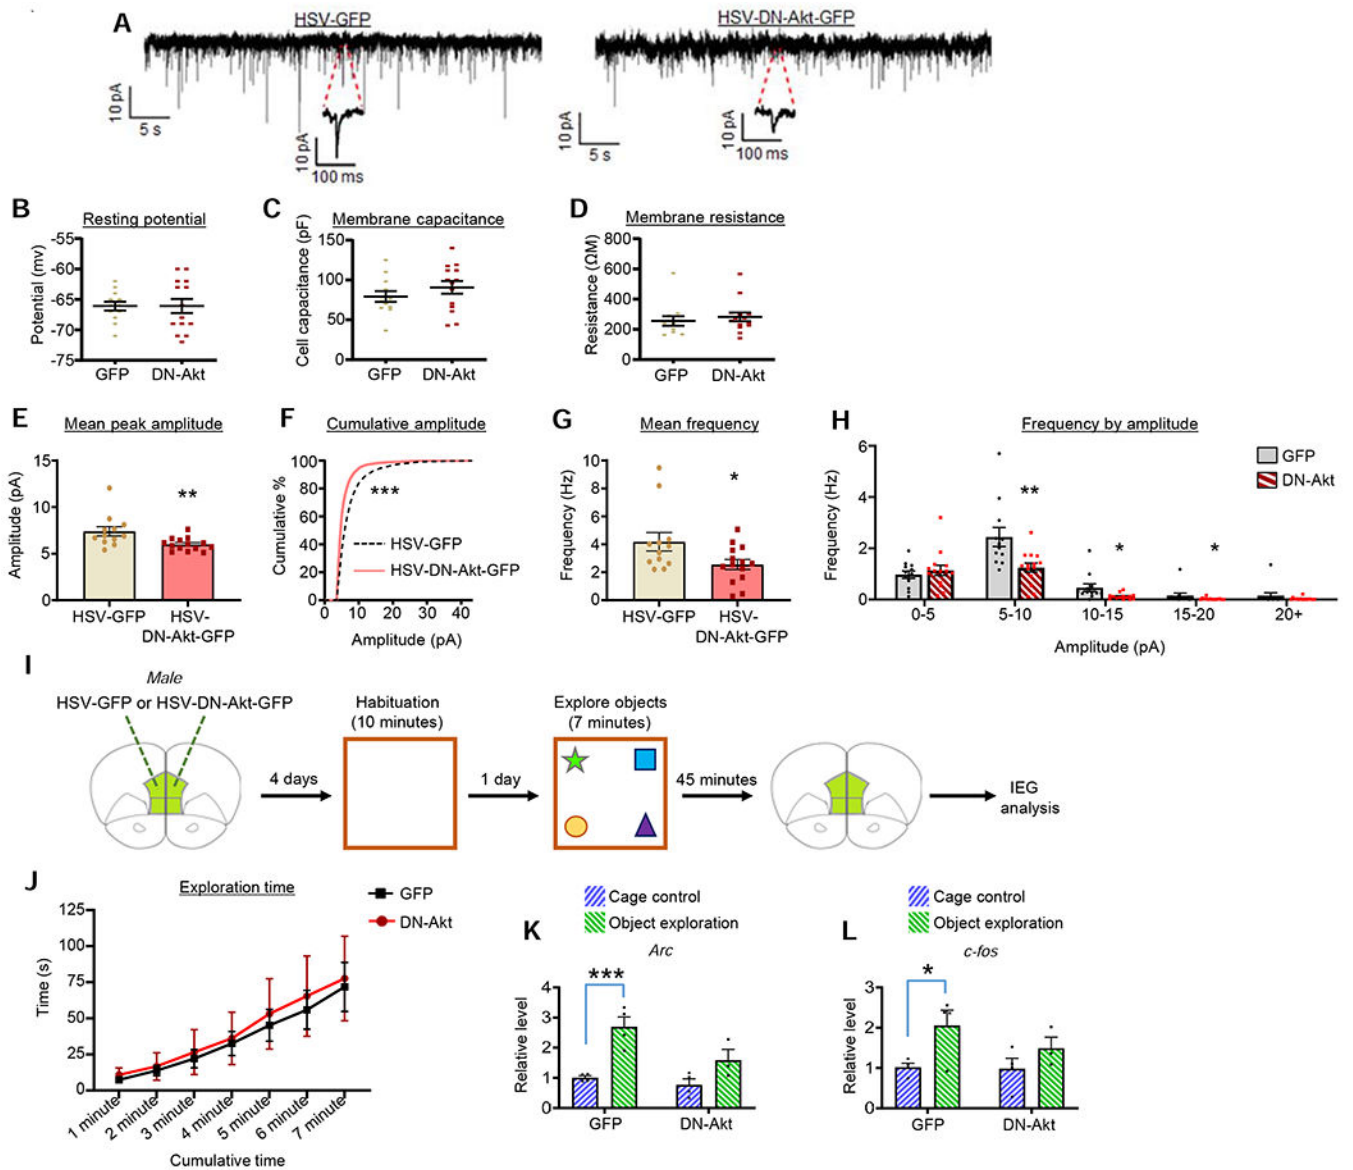 A
HSV-GFP
HSV-DN-Akt-GFP
10 pA
5 s
10 pA
100 ms
10 pA
5 s
10 pA
100 ms
B
Resting potential
Potential (mv)
-55
-60
-65
-70
-75
GFP
DN-Akt
C
Membrane capacitance
Cell capacitance (pF)
150
100
50
0
GFP
DN-Akt
D
Membrane resistance
Resistance (ΩM)
800
600
400
200
0
GFP
DN-Akt
E
Mean peak amplitude
Amplitude (pA)
15
10
5
0
**
HSV-GFP
HSV-
DN-Akt-GFP
F
Cumulative amplitude
Cumulative %
100
80
60
40
20
0
***
HSV-GFP
HSV-DN-Akt-GFP
0
10
20
30
40
Amplitude (pA)
G
Mean frequency
Frequency (Hz)
10
8
6
4
2
0
*
HSV-GFP
HSV-
DN-Akt-GFP
H
Frequency by amplitude
Frequency (Hz)
6
4
2
0
GFP
DN-Akt
**
*
*
0-5
5-10
10-15
15-20
20+
Amplitude (pA)
I
Male
HSV-GFP or HSV-DN-Akt-GFP
4 days
Habituation
(10 minutes)
1 day
Explore objects
(7 minutes)
45 minutes
IEG
analysis
J
Exploration time
GFP
DN-Akt
Time (s)
125
100
75
50
25
0
1 minute
2 minute
3 minute
4 minute
5 minute
6 minute
7 minute
Cumulative time
K
Cage control
Object exploration
Arc
Relative level
4
3
2
1
0
***
GFP
DN-Akt
L
Cage control
Object exploration
c-fos
Relative level
3
2
1
0
*
GFP
DN-Akt